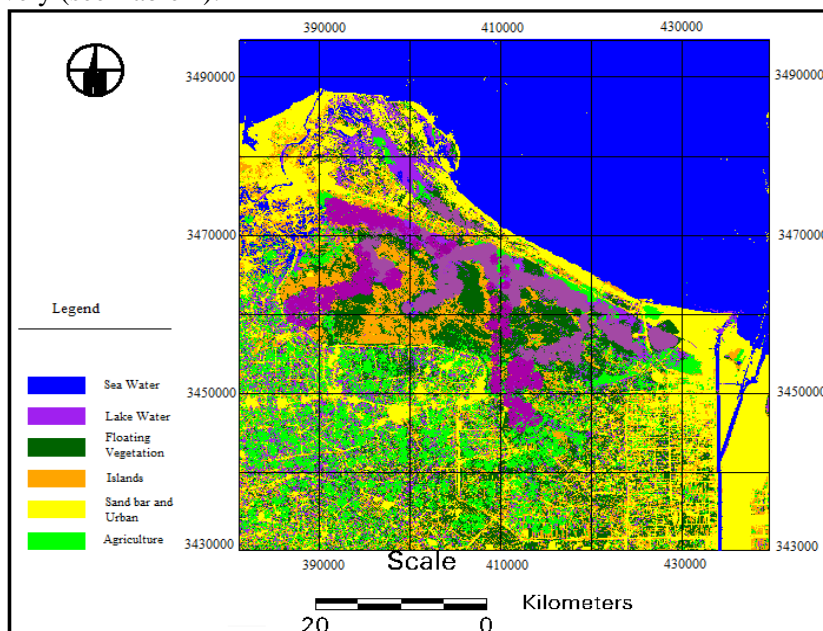 390000 410000 430000
3490000 3490000
3470000 3470000
Legend
Sea Water
Lake Water
Floating
Vegetation
Islands
Sand bar and
Urban
Agriculture
3450000 3450000
3430000 343000
390000 410000 430000
Scale
Kilometers
20 0